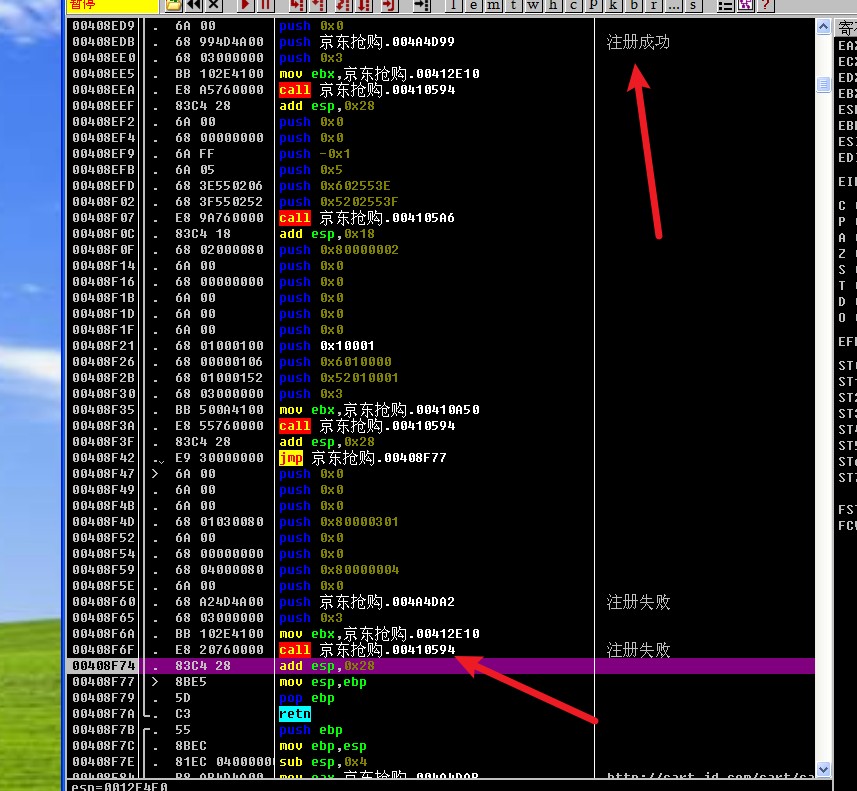 暂停
l e m t w h c P k b r ... s ?
00408ED9 . 6A 00 push 0x0
00408EDB . 68 994D4A00 push 京东抢购.004A4D99 注册成功
00408EE0 . 68 03000000 push 0x3
00408EE5 . BB 102E4100 mov ebx,京东抢购.00412E10
00408EEA . E8 A5760000 call 京东抢购.00410594
00408EEF . 83C4 28 add esp,0x28
00408EF2 . 6A 00 push 0x0
00408EF4 . 68 00000000 push 0x0
00408EF9 . 6A FF push -0x1
00408EFB . 6A 05 push 0x5
00408EFD . 68 3E550206 push 0x602553E
00408F02 . 68 3F550252 push 0x5202553F
00408F07 . E8 9A760000 call 京东抢购.004105A6
00408F0C . 83C4 18 add esp,0x18
00408F0F . 68 02000080 push 0x80000002
00408F14 . 6A 00 push 0x0
00408F16 . 68 00000000 push 0x0
00408F1B . 6A 00 push 0x0
00408F1D . 6A 00 push 0x0
00408F1F . 6A 00 push 0x0
00408F21 . 68 01000100 push 0x10001
00408F26 . 68 00000106 push 0x6010000
00408F2B . 68 01000152 push 0x52010001
00408F30 . 68 03000000 push 0x3
00408F35 . BB 500A4100 mov ebx,京东抢购.00410A50
00408F3A . E8 55760000 call 京东抢购.00410594
00408F3F . 83C4 28 add esp,0x28
00408F42 . E9 30000000 jmp 京东抢购.00408F77
00408F47 > 6A 00 push 0x0
00408F49 . 6A 00 push 0x0
00408F4B . 6A 00 push 0x0
00408F4D . 68 01030080 push 0x80000301
00408F52 . 6A 00 push 0x0
00408F54 . 68 00000000 push 0x0
00408F59 . 68 04000080 push 0x80000004
00408F5E . 6A 00 push 0x0
00408F60 . 68 A24D4A00 push 京东抢购.004A4DA2 注册失败
00408F65 . 68 03000000 push 0x3
00408F6A . BB 102E4100 mov ebx,京东抢购.00412E10
00408F6F . E8 20760000 call 京东抢购.00410594 注册失败
00408F74 . 83C4 28 add esp,0x28
00408F77 > 8BE5 mov esp,ebp
00408F79 . 5D pop ebp
00408F7A . C3 retn
00408F7B . 55 push ebp
00408F7C . 8BEC mov ebp,esp
00408F7E . 81EC 04000000 sub esp,0x4
00408F84 . B8 AB4D4A00 mov eax,京东抢购.004A4DAB
esp=0012E4E0
寄
EA
EC
ED
EB
ES
EB
ES
ED
EI
C
P
A
Z
S
T
D
O
EF
ST
ST
ST
ST
ST
ST
ST
ST
FS
FC